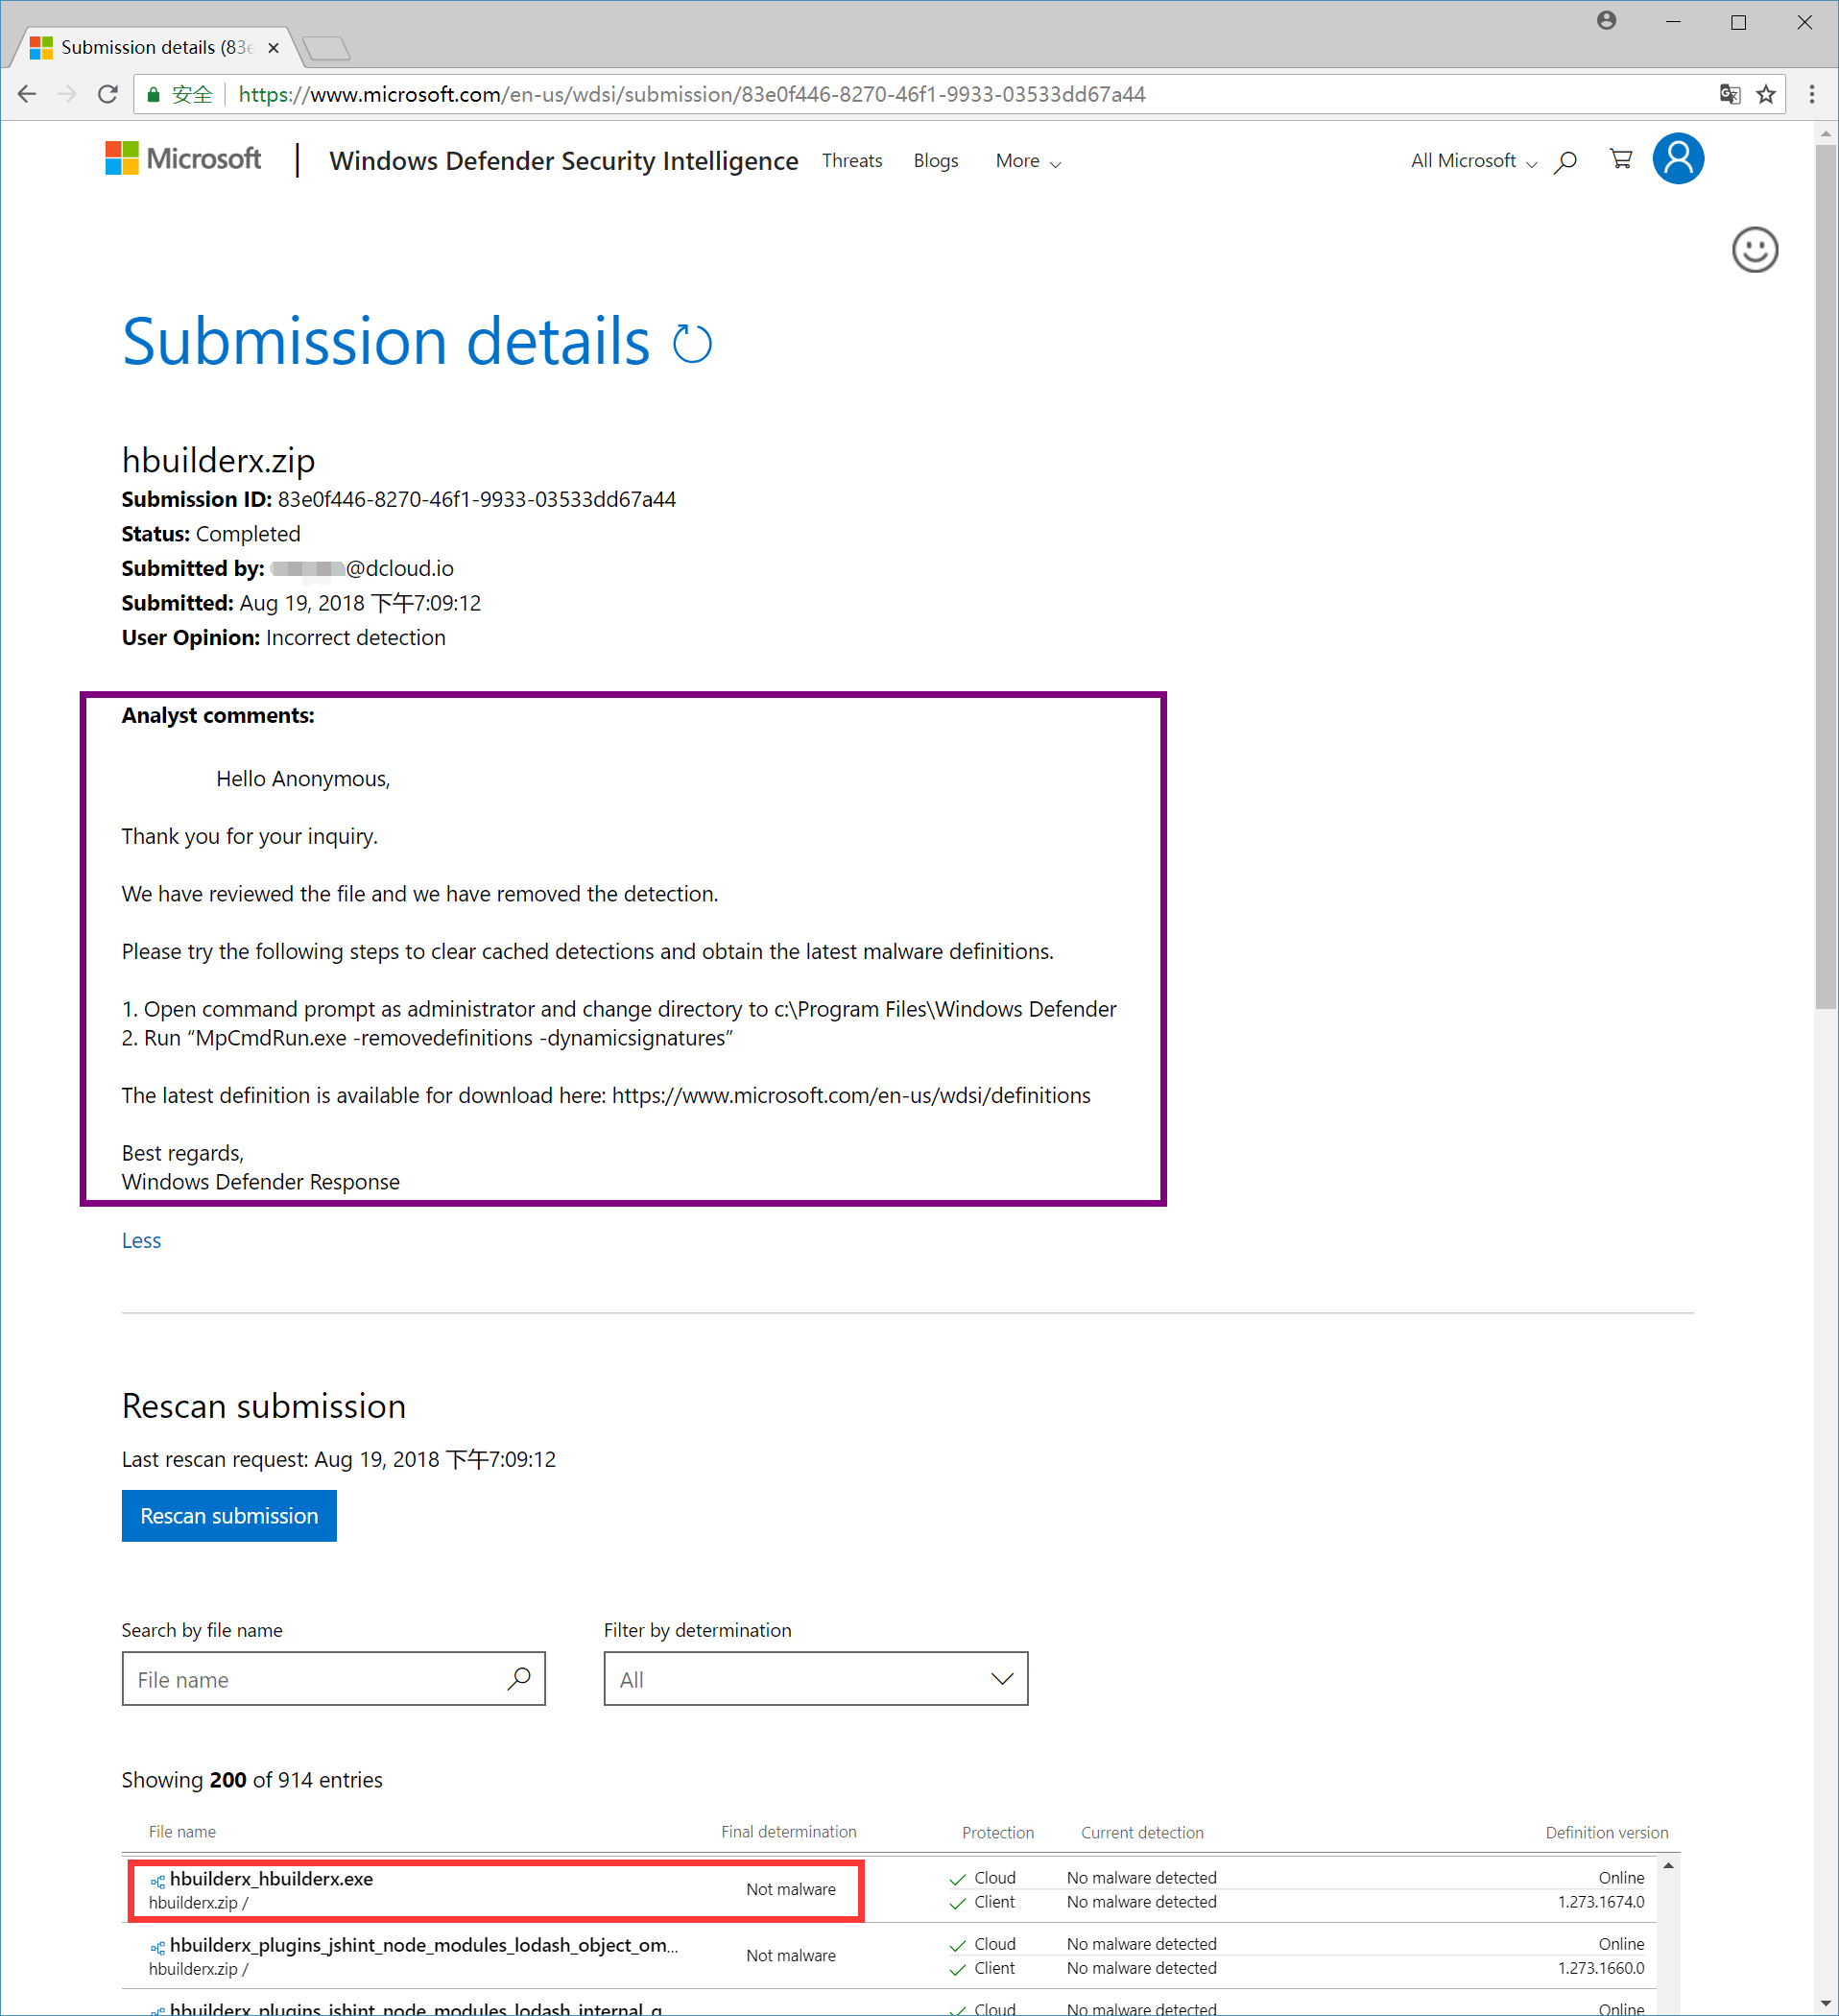 Submission details (83e
安全 https://www.microsoft.com/en-us/wdsi/submission/83e0f446-8270-46f1-9933-03533dd67a44
Microsoft Windows Defender Security Intelligence Threats Blogs More All Microsoft
Submission details
hbuilderx.zip
Submission ID: 83e0f446-8270-46f1-9933-03533dd67a44
Status: Completed
Submitted by: @dcloud.io
Submitted: Aug 19, 2018 下午7:09:12
User Opinion: Incorrect detection
Analyst comments:
Hello Anonymous,
Thank you for your inquiry.
We have reviewed the file and we have removed the detection.
Please try the following steps to clear cached detections and obtain the latest malware definitions.
1. Open command prompt as administrator and change directory to c:\Program Files\Windows Defender
2. Run “MpCmdRun.exe -removedefinitions -dynamicsignatures”
The latest definition is available for download here: https://www.microsoft.com/en-us/wdsi/definitions
Best regards,
Windows Defender Response
Less
Rescan submission
Last rescan request: Aug 19, 2018 下午7:09:12
Rescan submission
Search by file name Filter by determination
File name All
Showing 200 of 914 entries
File name Final determination Protection Current detection Definition version
hbuilderx_hbuilderx.exe Not malware Cloud No malware detected Online
hbuilderx.zip / Client No malware detected 1.273.1674.0
hbuilderx_plugins_jshint_node_modules_lodash_object_om... Not malware Cloud No malware detected Online
hbuilderx.zip / Client No malware detected 1.273.1660.0
hbuilderx_plugins_jshint_node_modules_lodash_internal_g Cloud No malware detected Online